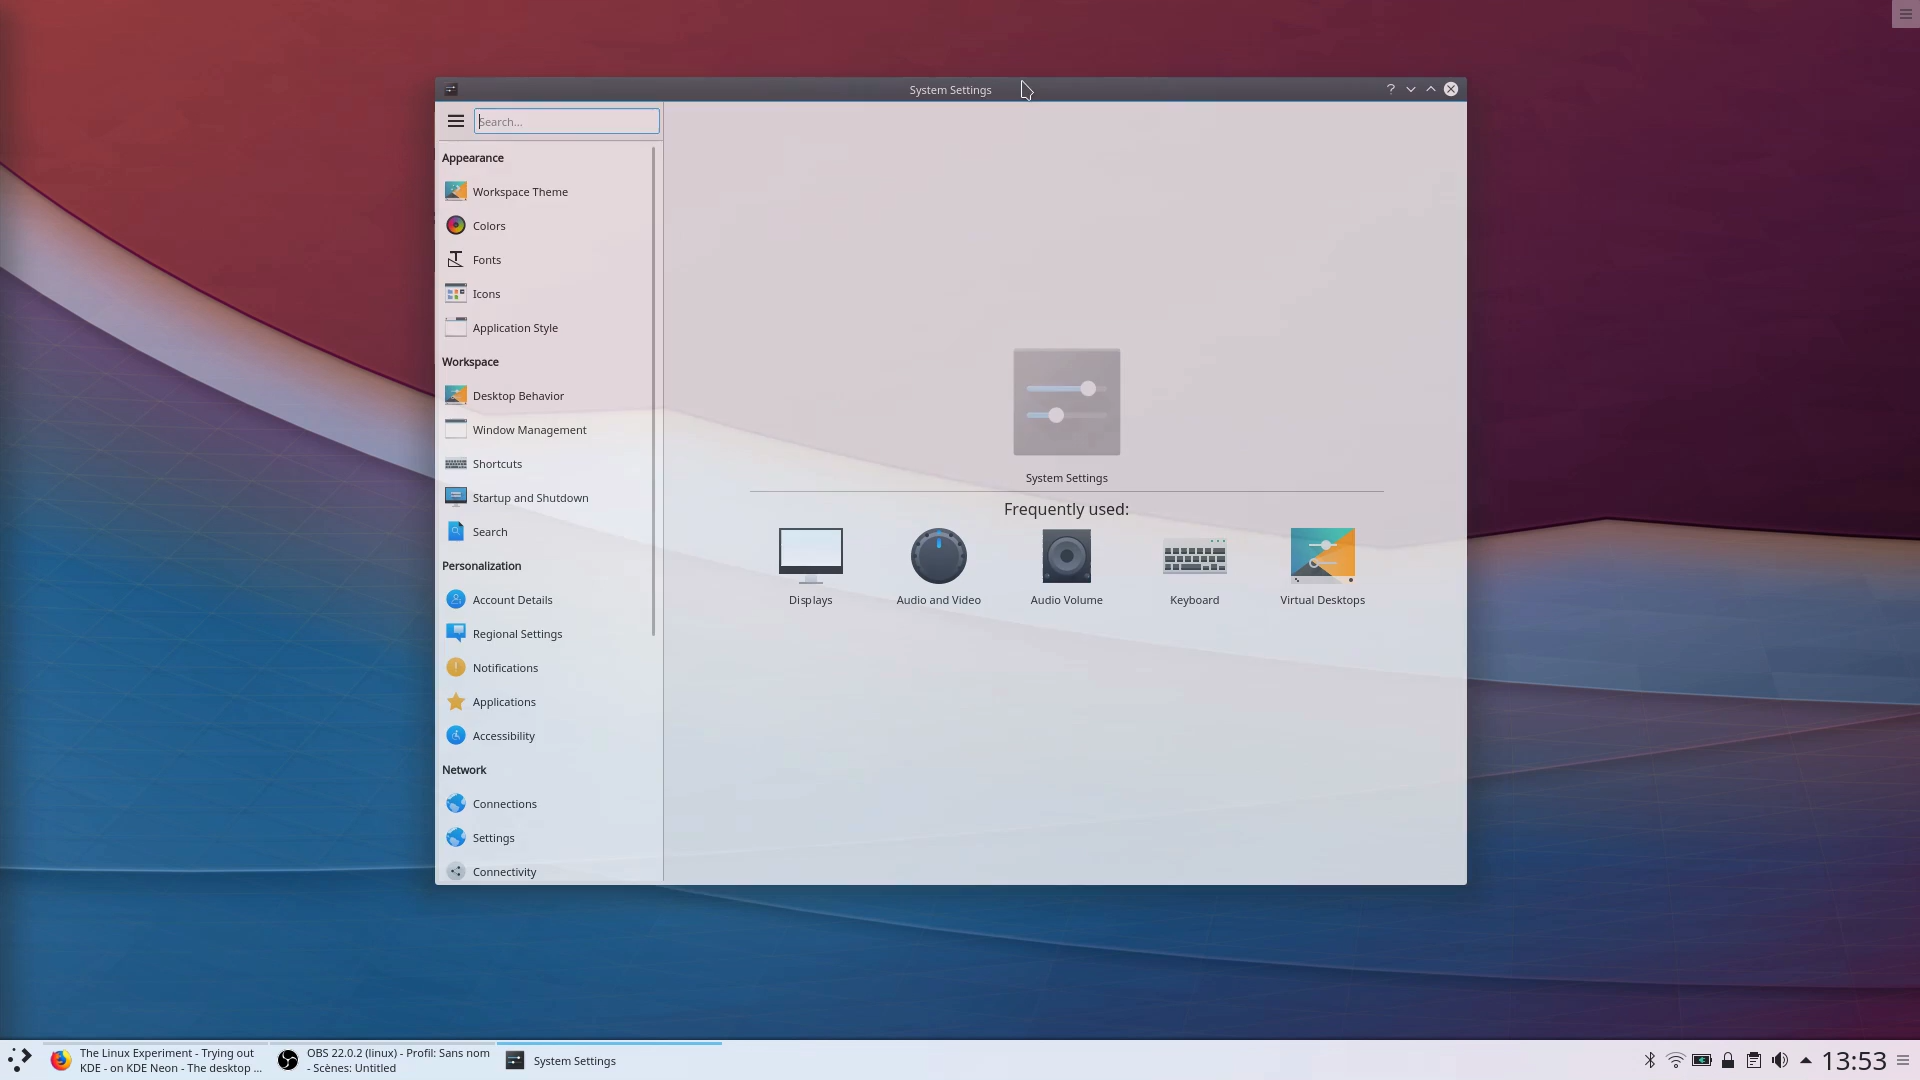 System Settings
Search...
Appearance
Workspace Theme
Colors
Fonts
Icons
Application Style
Workspace
Desktop Behavior
Window Management
Shortcuts
Startup and Shutdown
Search
Personalization
Account Details
Regional Settings
Notifications
Applications
Accessibility
Network
Connections
Settings
Connectivity
System Settings
Frequently used:
Displays
Audio and Video
Audio Volume
Keyboard
Virtual Desktops
The Linux Experiment - Trying out
KDE - on KDE Neon - The desktop ...
OBS 22.0.2 (linux) - Profil: Sans nom
- Scènes: Untitled
System Settings
13:53